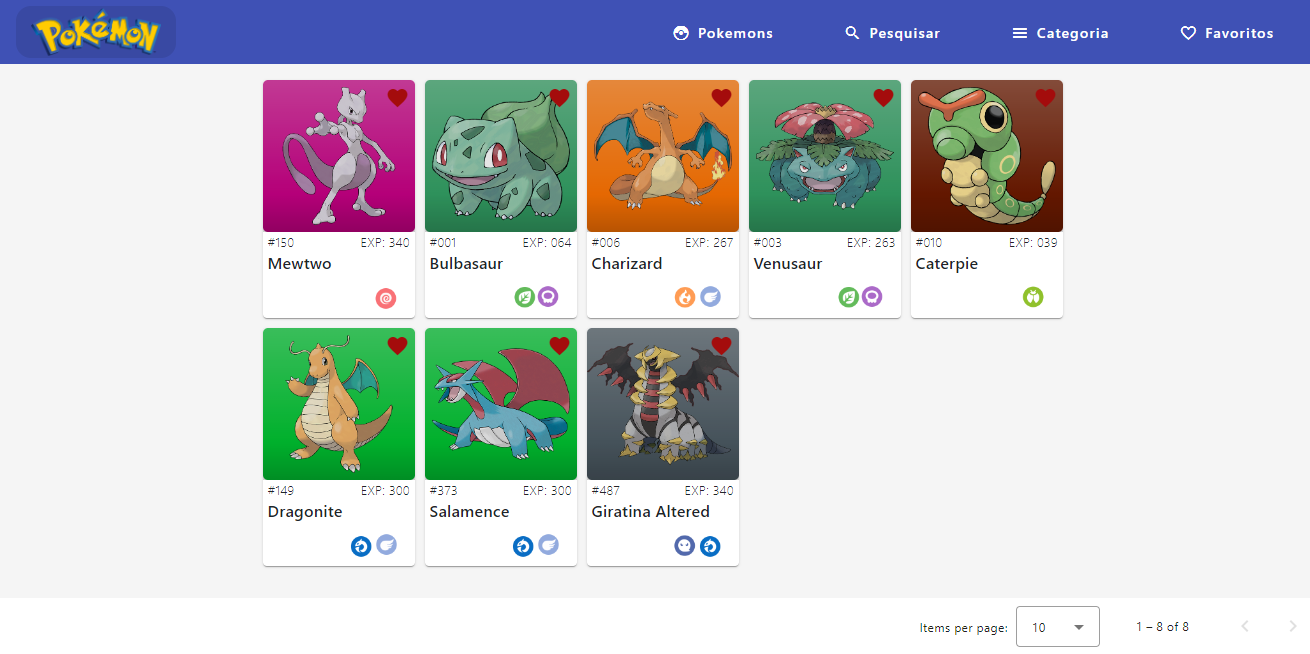 Pokémon
Pokemons
Pesquisar
Categoria
Favoritos
#150 EXP: 340
Mewtwo
#001 EXP: 064
Bulbasaur
#006 EXP: 267
Charizard
#003 EXP: 263
Venusaur
#010 EXP: 039
Caterpie
#149 EXP: 300
Dragonite
#373 EXP: 300
Salamence
#487 EXP: 340
Giratina Altered
Items per page: 10 1 – 8 of 8